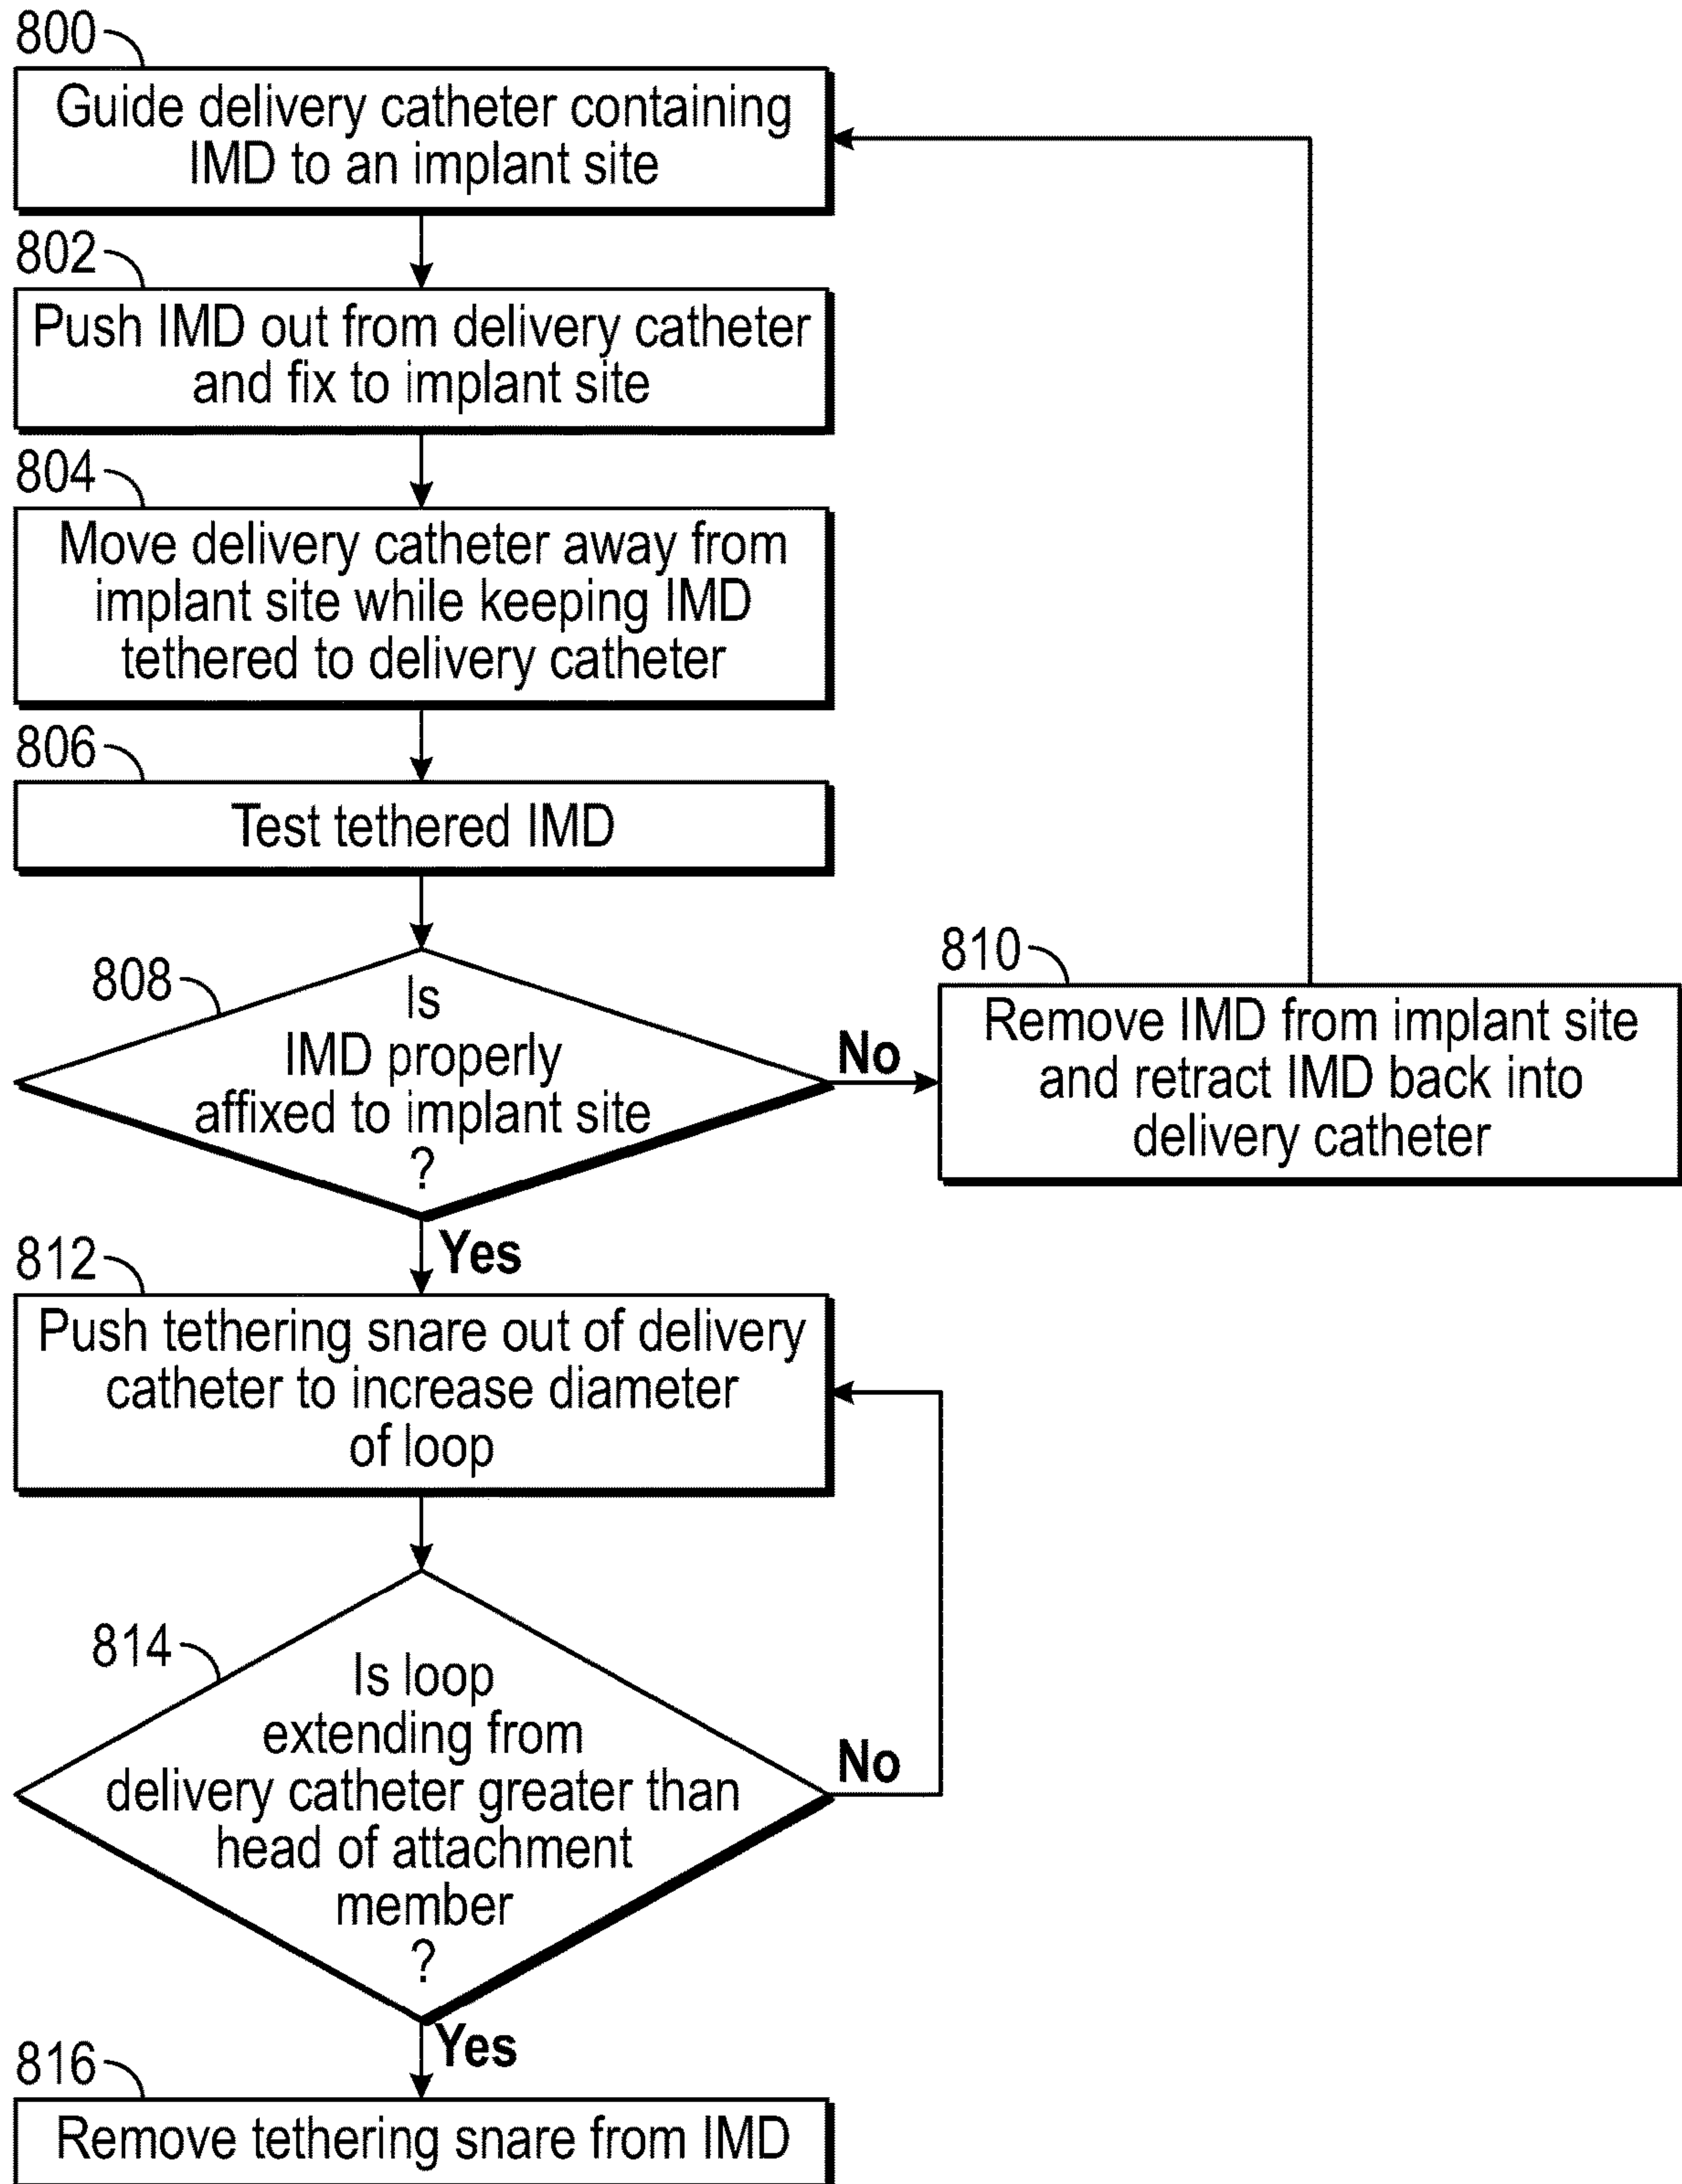 800
Guide delivery catheter containing
IMD to an implant site
802
Push IMD out from delivery catheter
and fix to implant site
804
Move delivery catheter away from
implant site while keeping IMD
tethered to delivery catheter
806
Test tethered IMD
808
Is
IMD properly
affixed to implant site
?
No
810
Remove IMD from implant site
and retract IMD back into
delivery catheter
Yes
812
Push tethering snare out of delivery
catheter to increase diameter
of loop
814
Is loop
extending from
delivery catheter greater than
head of attachment
member
?
No
Yes
816
Remove tethering snare from IMD